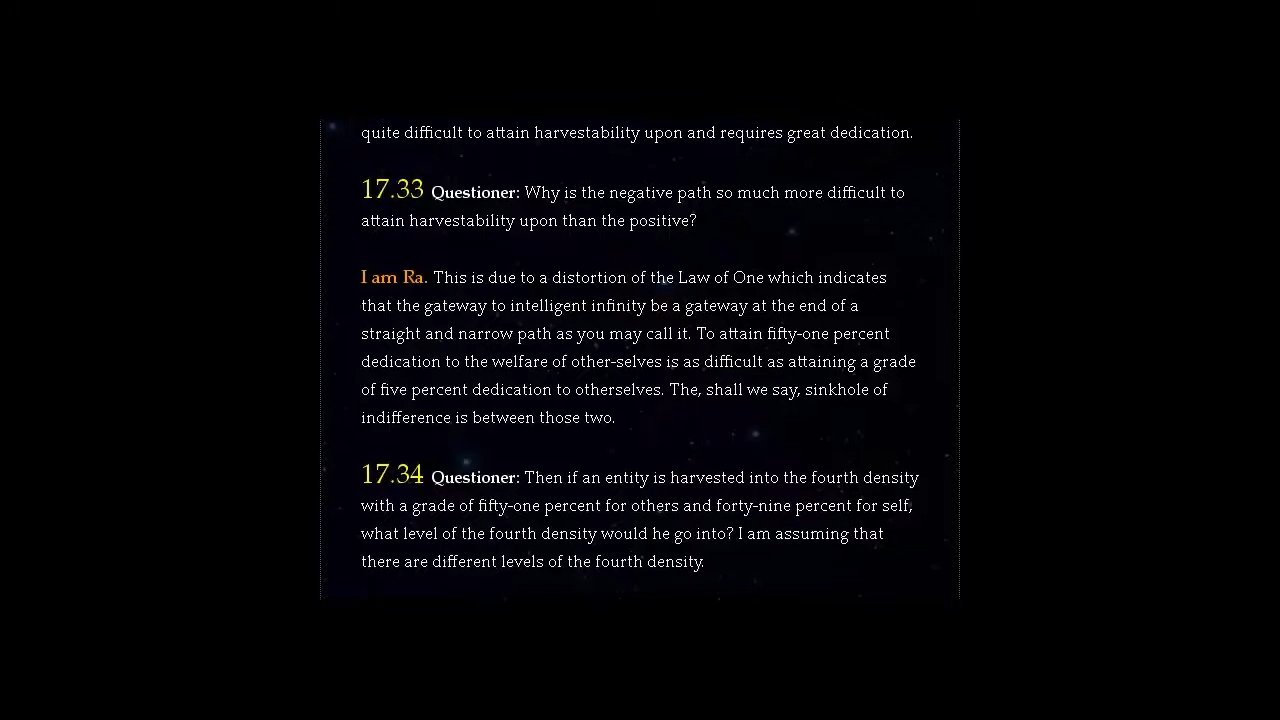 quite difficult to attain harvestability upon and requires great dedication.
17.33 Questioner: Why is the negative path so much more difficult to
attain harvestability upon than the positive?
I am Ra. This is due to a distortion of the Law of One which indicates
that the gateway to intelligent infinity be a gateway at the end of a
straight and narrow path as you may call it. To attain fifty-one percent
dedication to the welfare of other-selves is as difficult as attaining a grade
of five percent dedication to otherselves. The, shall we say, sinkhole of
indifference is between those two.
17.34 Questioner: Then if an entity is harvested into the fourth density
with a grade of fifty-one percent for others and forty-nine percent for self,
what level of the fourth density would he go into? I am assuming that
there are different levels of the fourth density.